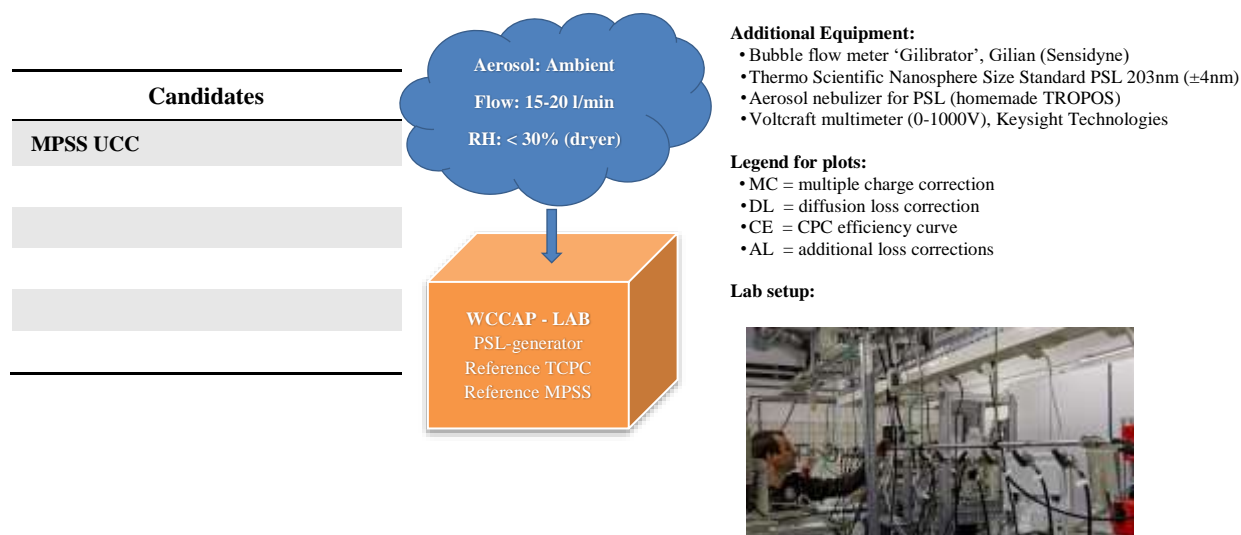 Candidates
MPSS UCC
Aerosol: Ambient
Flow: 15-20 l/min
RH: < 30% (dryer)
WCCAP - LAB
PSL-generator
Reference TCPC
Reference MPSS
Additional Equipment:
• Bubble flow meter ‘Gilibrator’, Gilian (Sensidyne)
• Thermo Scientific Nanosphere Size Standard PSL 203nm (±4nm)
• Aerosol nebulizer for PSL (homemade TROPOS)
• Voltcraft multimeter (0-1000V), Keysight Technologies
Legend for plots:
• MC = multiple charge correction
• DL = diffusion loss correction
• CE = CPC efficiency curve
• AL = additional loss corrections
Lab setup: